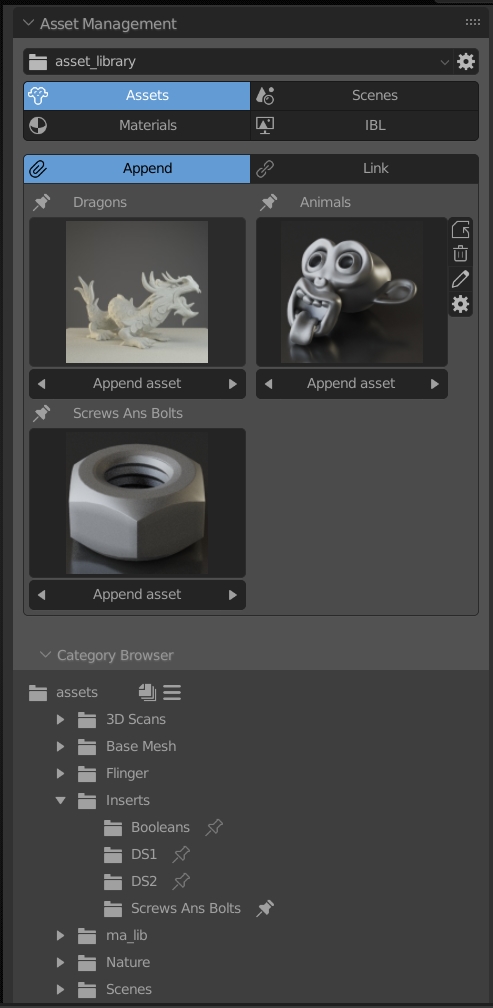 Asset Management
asset_library
Assets Scenes
Materials IBL
Append Link
Dragons Animals
Append asset Append asset
Screws Ans Bolts
Append asset
Category Browser
assets
3D Scans
Base Mesh
Flinger
Inserts
Booleans
DS1
DS2
Screws Ans Bolts
ma_lib
Nature
Scenes